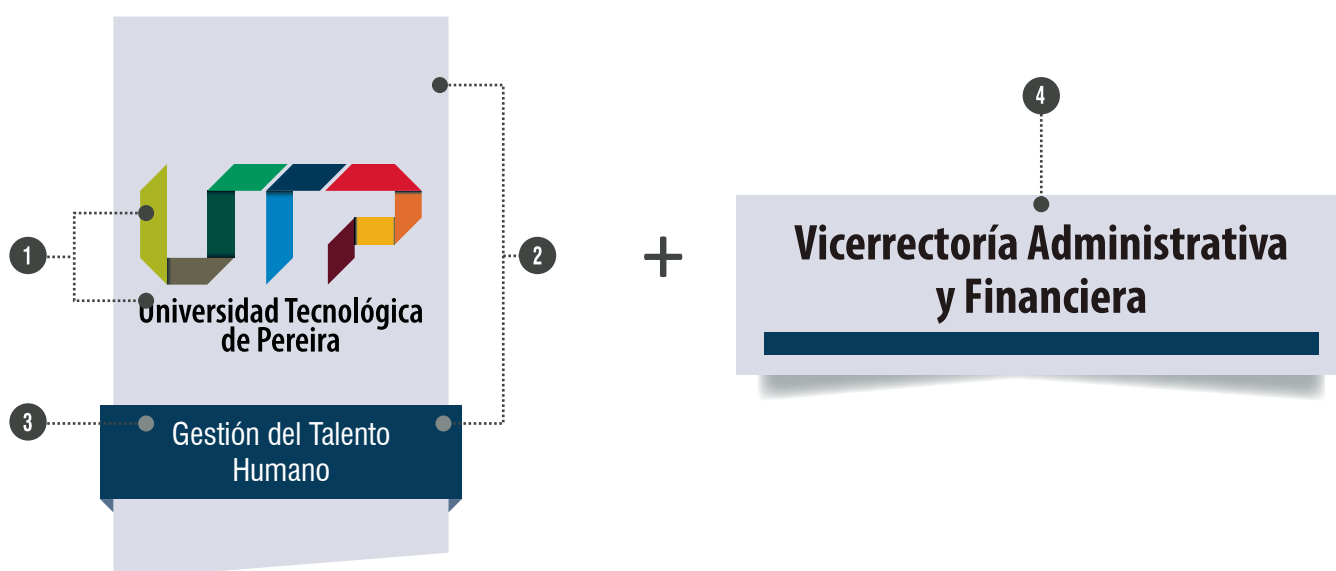 UTP
Universidad Tecnológica
de Pereira
Gestión del Talento
Humano
1
2
3
+
4
Vicerrectoría Administrativa
y Financiera